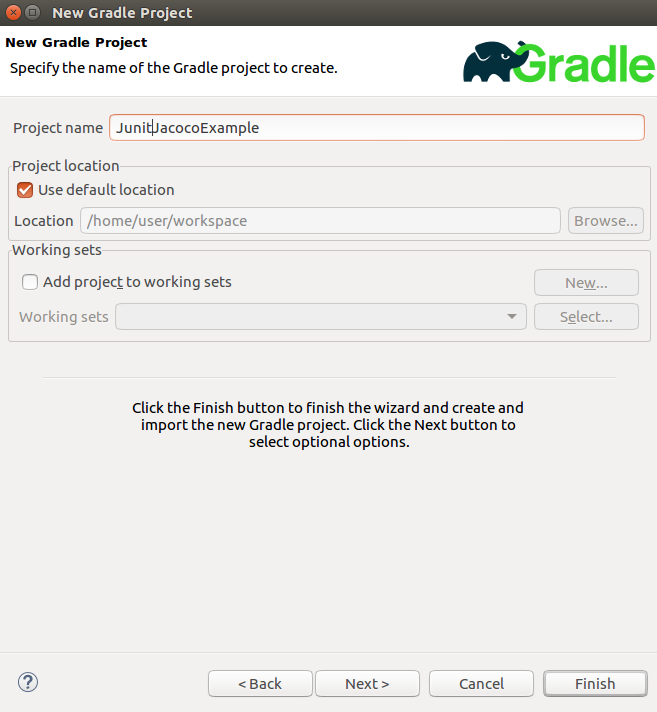 New Gradle Project
New Gradle Project
Specify the name of the Gradle project to create.
Gradle
Project name JunitJacocoExample
Project location
Use default location
Location /home/user/workspace Browse...
Working sets
Add project to working sets New...
Working sets Select...
Click the Finish button to finish the wizard and create and
import the new Gradle project. Click the Next button to
select optional options.
? < Back Next > Cancel Finish